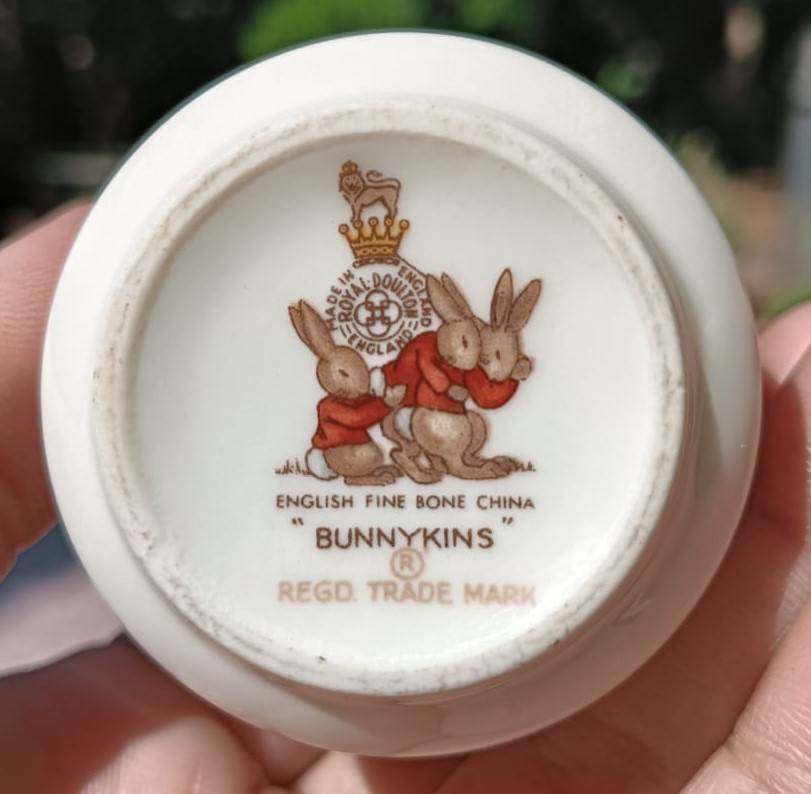 MADE IN ENGLAND
ROYAL·DOULTON
ENGLAND
ENGLISH FINE BONE CHINA
"BUNNYKINS"
®
REGD. TRADE MARK